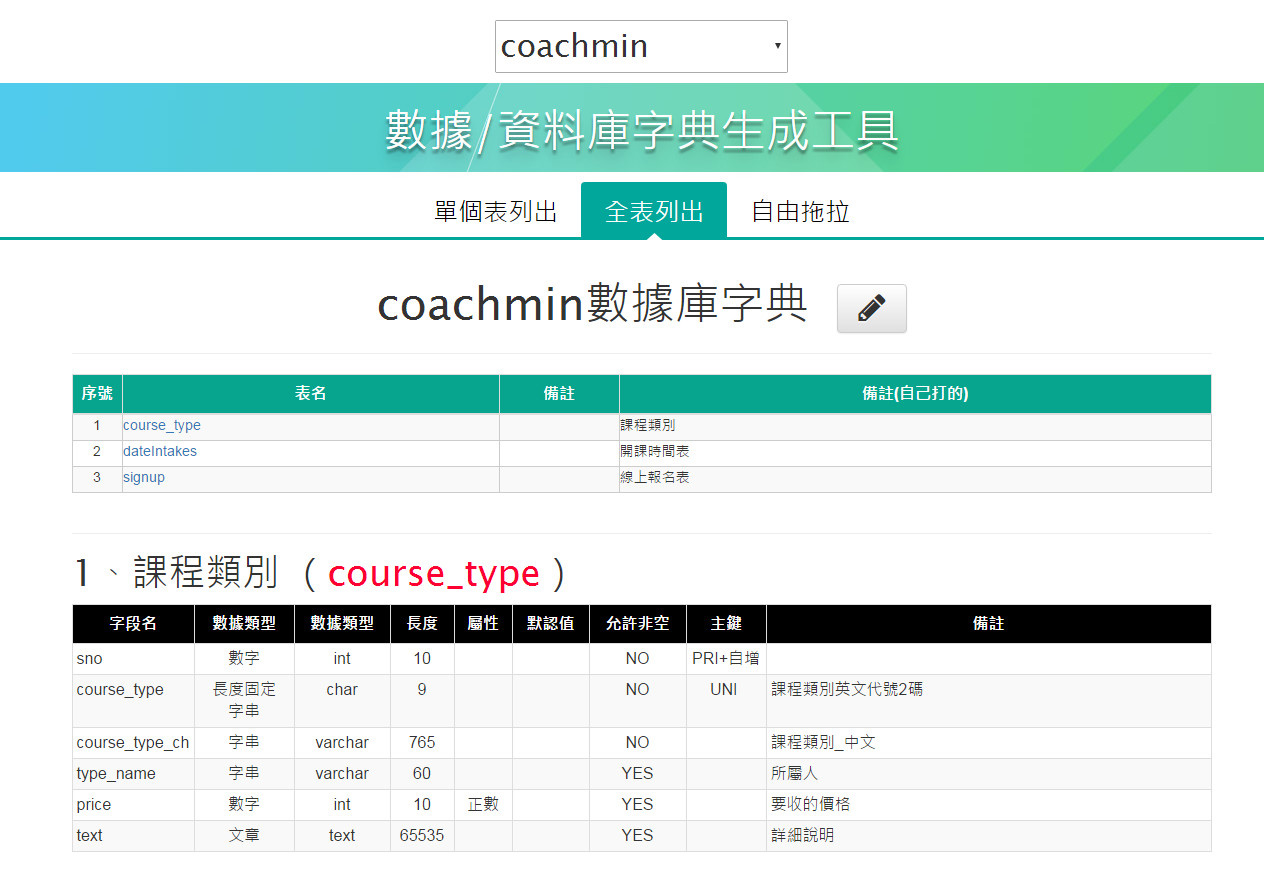 coachmin
數據/資料庫字典生成工具
單個表列出 全表列出 自由拖拉
coachmin數據庫字典
序號 表名 備註 備註(自己打的)
1 course_type 課程類別
2 dateIntakes 開課時間表
3 signup 線上報名表
1、課程類別 (course_type)
字段名 數據類型 數據類型 長度 屬性 默認值 允許非空 主鍵 備註
sno 數字 int 10 NO PRI+自增
course_type 長度固定 char 9 NO UNI 課程類別英文代號2碼
字串
course_type_ch 字串 varchar 765 NO 課程類別_中文
type_name 字串 varchar 60 YES 所屬人
price 數字 int 10 正數 YES 要收的價格
text 文章 text 65535 YES 詳細說明